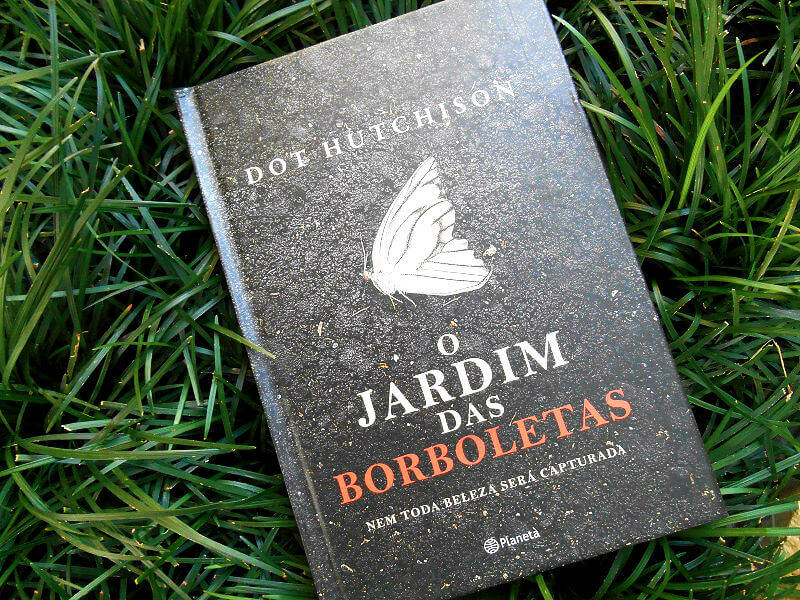 DOT HUTCHISON
O
JARDIM
DAS
BORBOLETAS
NEM TODA BELEZA SERÁ CAPTURADA
Planeta